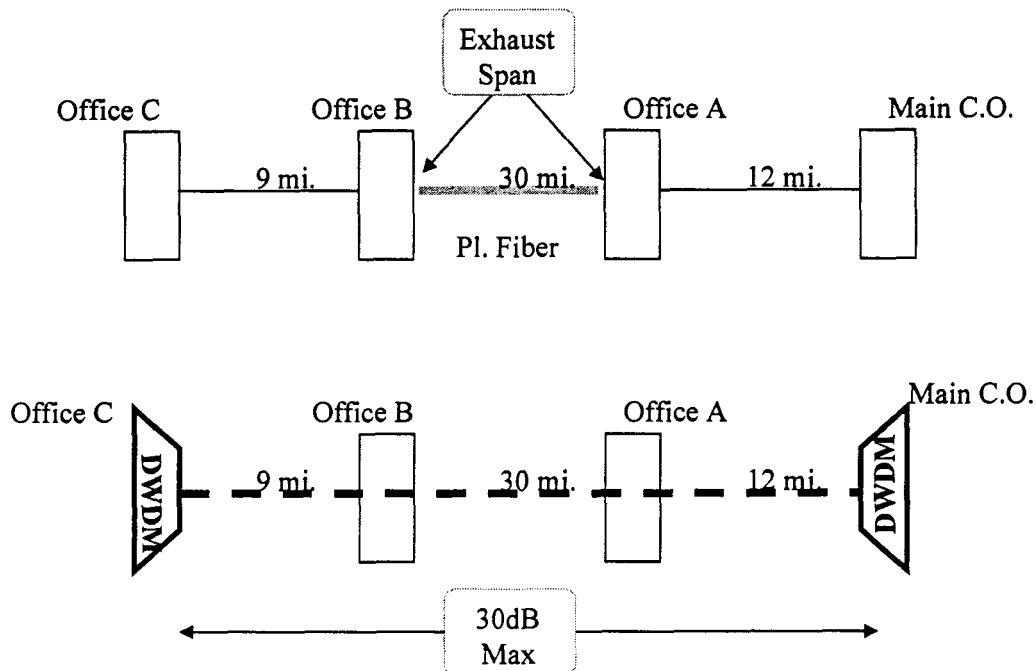 Exhaust
Span
Office C
Office B
Office A
Main C.O.
9 mi.
30 mi.
12 mi.
Pl. Fiber
Office C
Office B
Office A
Main C.O.
DWDM
9 mi.
30 mi.
12 mi.
DWDM
30dB
Max